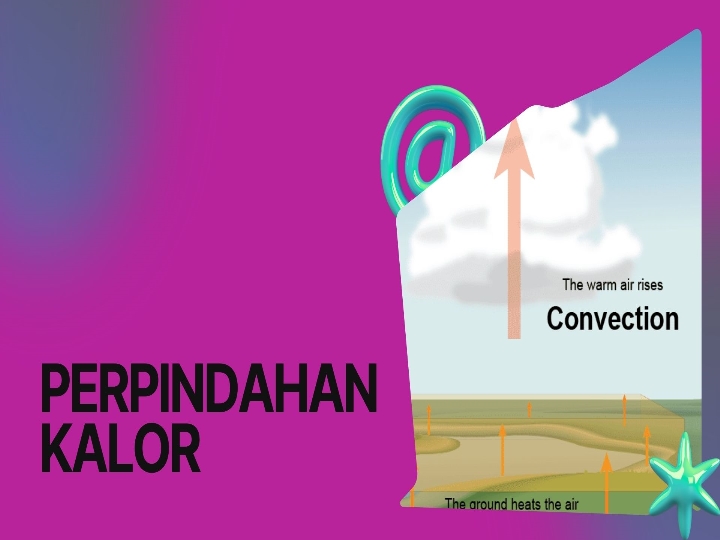 PERPINDAHAN
KALOR
The warm air rises
Convection
The ground heats the air